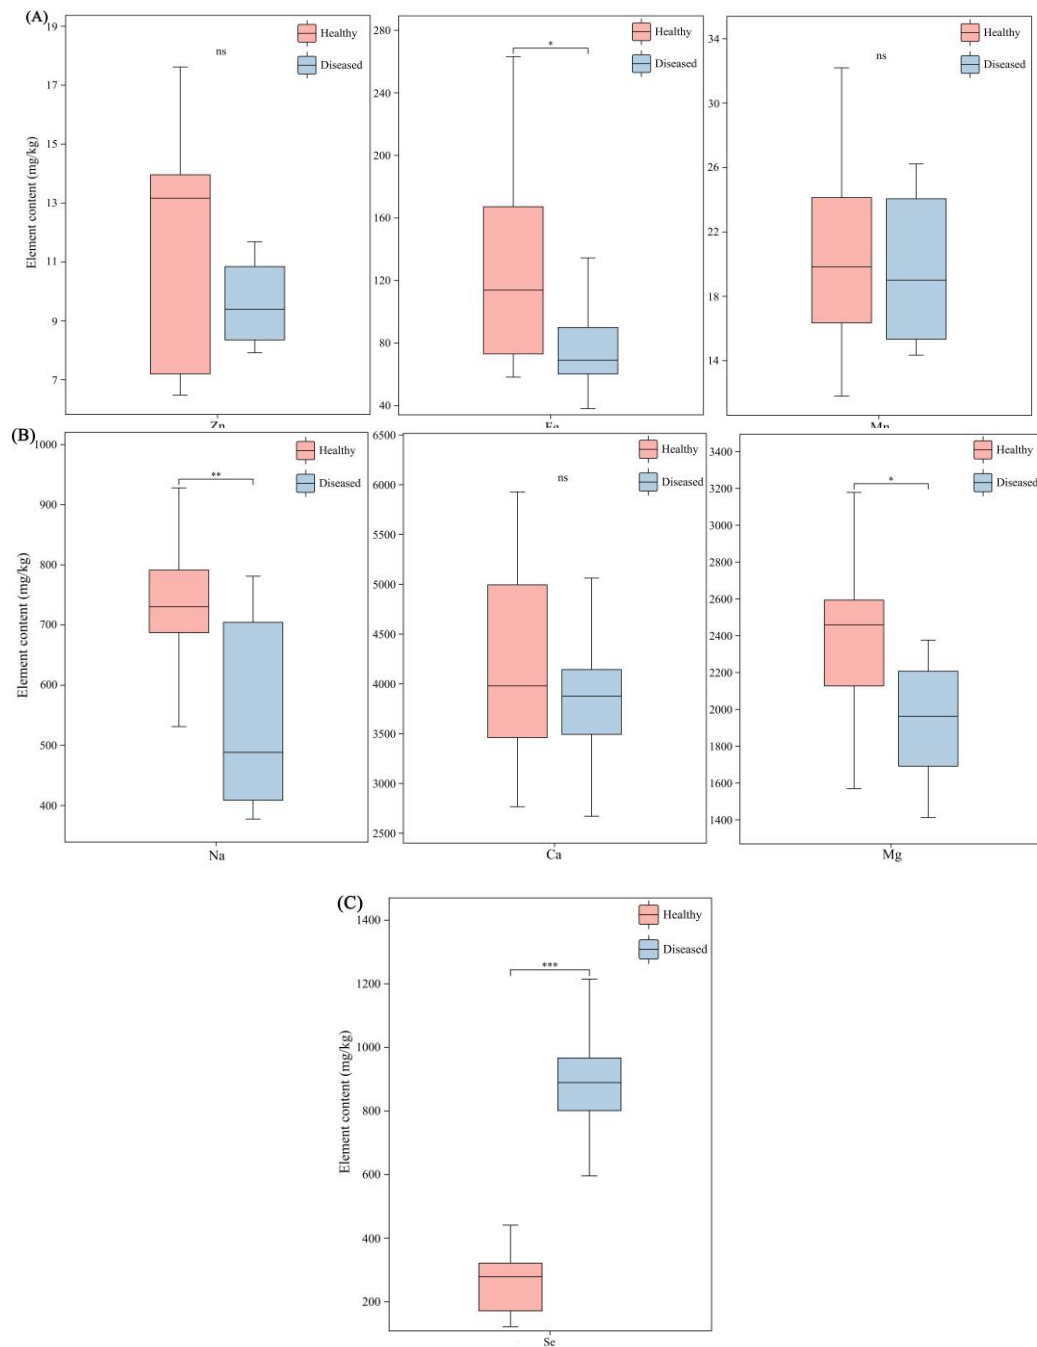 (A)
Element content (mg/kg)
19
17
15
13
11
9
7
ns
Healthy
Diseased
Zn
280
240
200
160
120
80
40
*
Healthy
Diseased
Fe
34
30
26
22
18
14
ns
Healthy
Diseased
Mn
(B)
Element content (mg/kg)
1000
900
800
700
600
500
400
**
Healthy
Diseased
Na
6500
6000
5500
5000
4500
4000
3500
3000
2500
ns
Healthy
Diseased
Ca
3400
3200
3000
2800
2600
2400
2200
2000
1800
1600
1400
*
Healthy
Diseased
Mg
(C)
Element content (mg/kg)
1400
1200
1000
800
600
400
200
***
Healthy
Diseased
Se